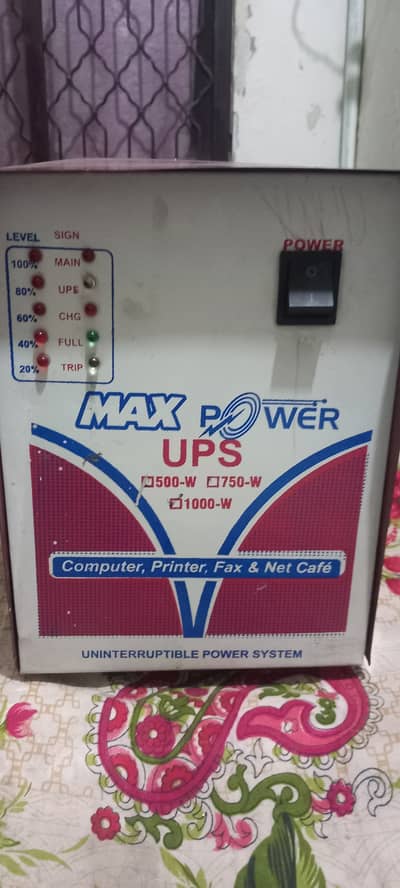 LEVEL SIGN
POWER
100% MAIN
80% UPS
60% CHG
40% FULL
20% TRIP
MAX POWER
UPS
500-W 750-W
1000-W
Computer, Printer, Fax & Net Café
UNINTERRUPTIBLE POWER SYSTEM